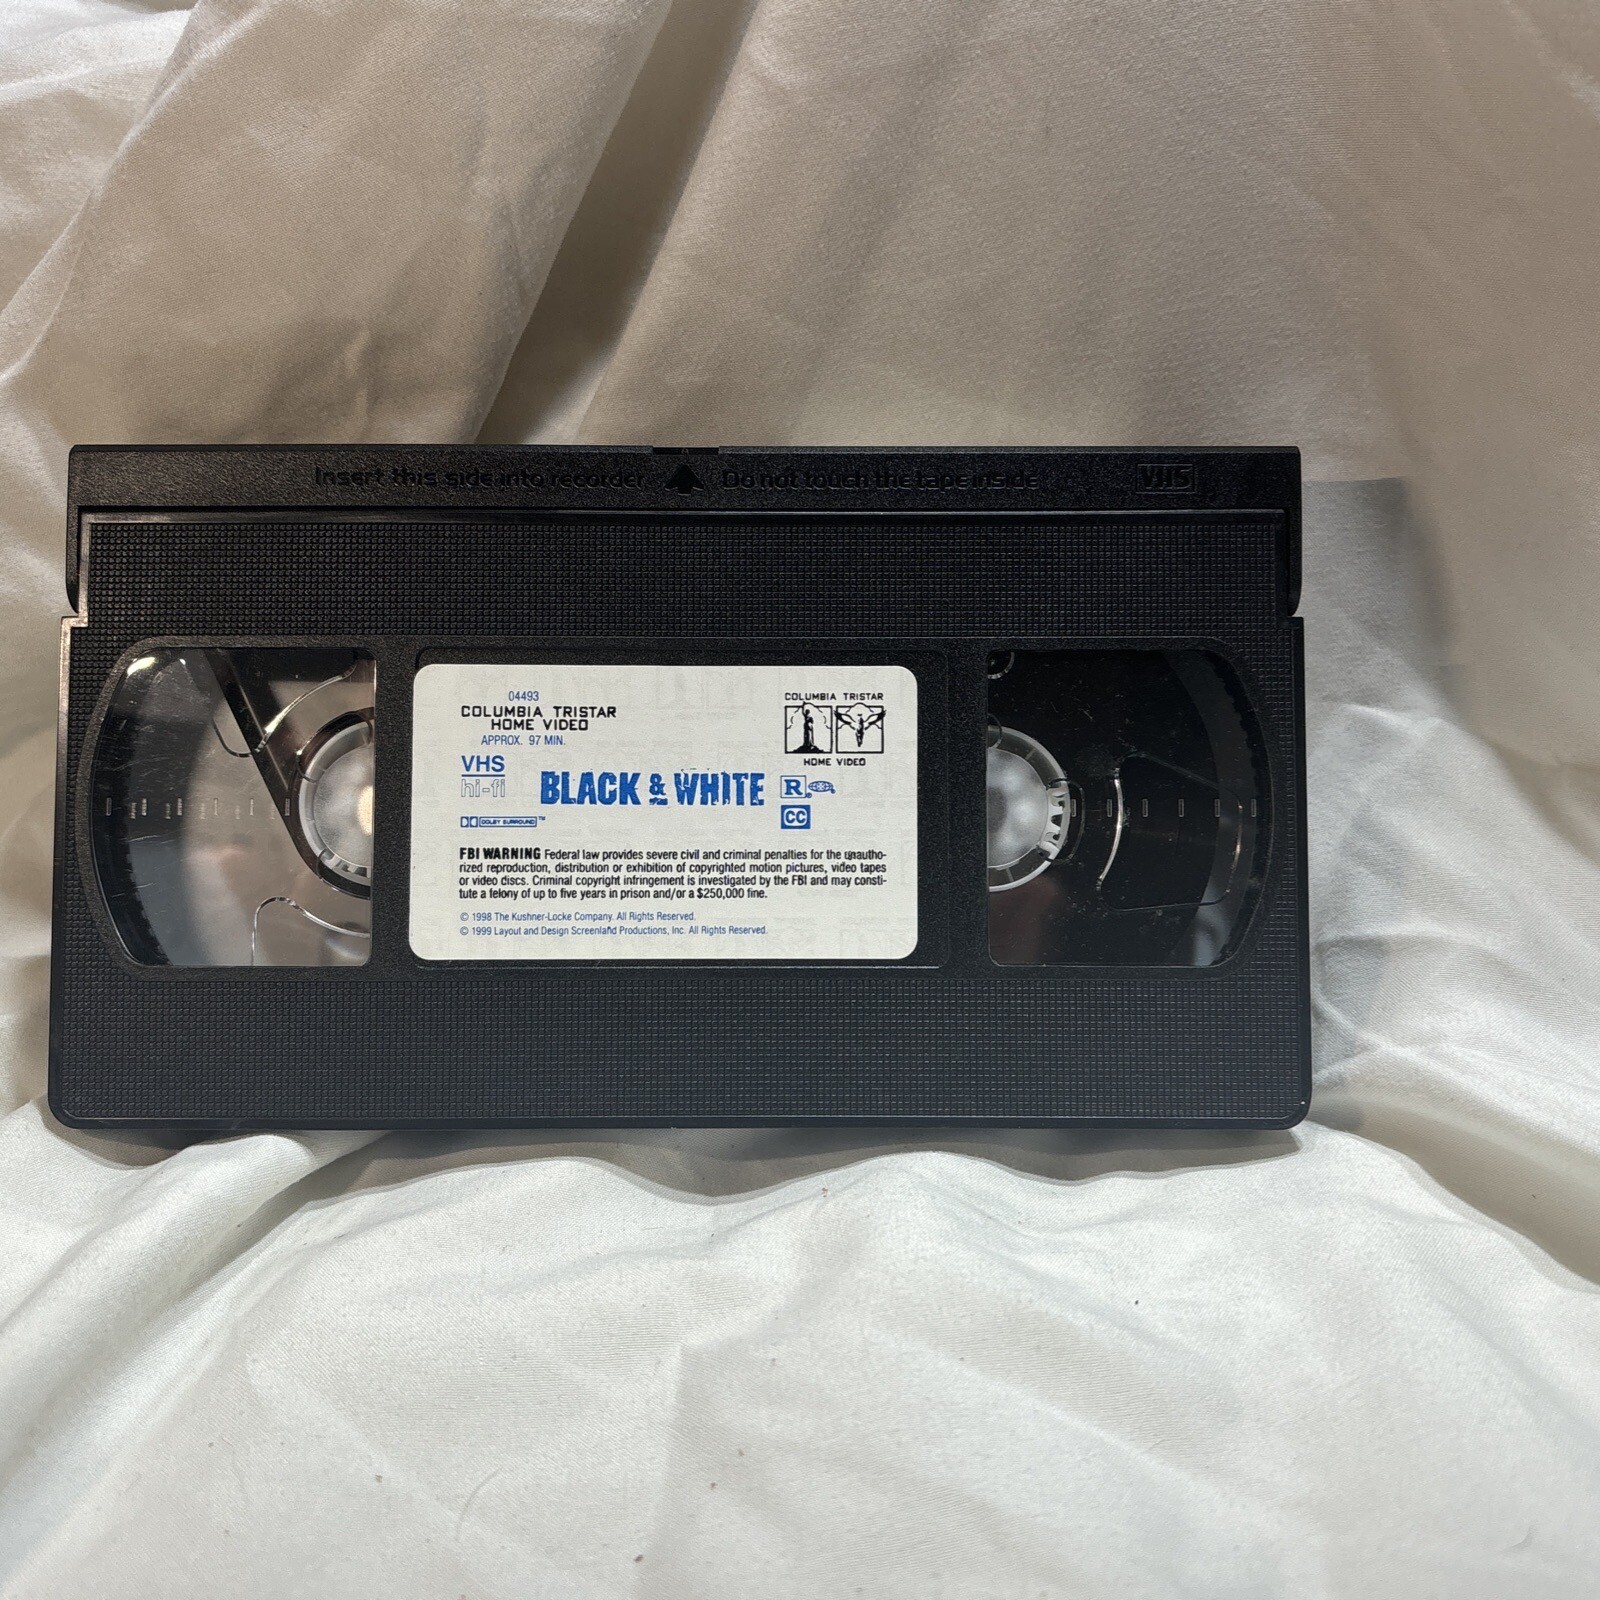 Insert this side into recorder Do not touch the tape inside VHS
04493
COLUMBIA TRISTAR
HOME VIDEO
APPROX. 97 MIN.
COLUMBIA TRISTAR
HOME VIDEO
VHS
hi-fi
BLACK & WHITE
R
CC
DOLBY SURROUND™
FBI WARNING Federal law provides severe civil and criminal penalties for the unautho-
rized reproduction, distribution or exhibition of copyrighted motion pictures, video tapes
or video discs. Criminal copyright infringement is investigated by the FBI and may consti-
tute a felony of up to five years in prison and/or a $250,000 fine.
© 1998 The Kushner-Locke Company. All Rights Reserved.
© 1999 Layout and Design Screenland Productions, Inc. All Rights Reserved.